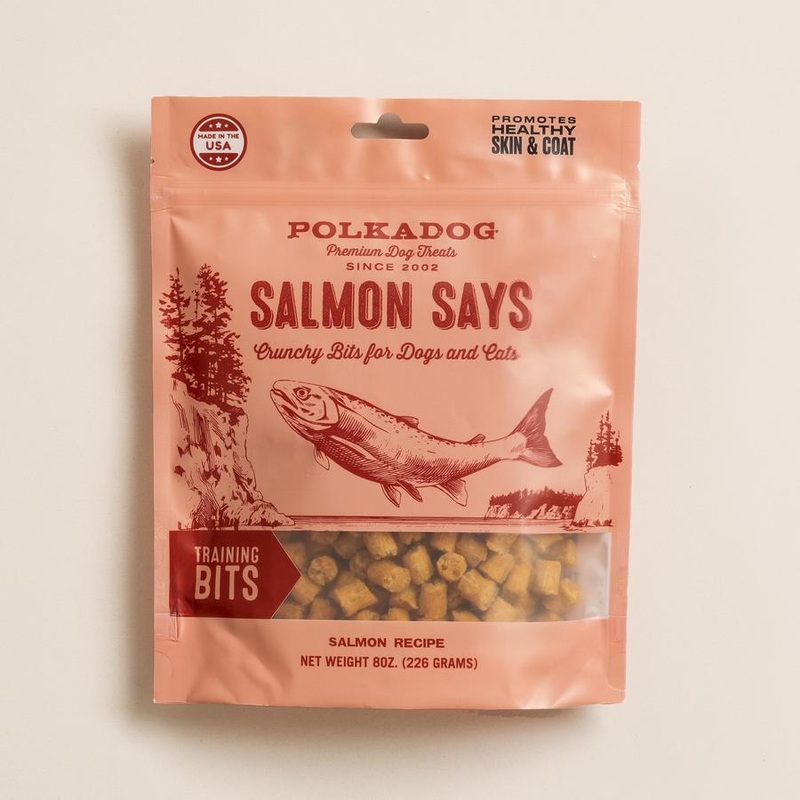 MADE IN THE
USA
PROMOTES
HEALTHY
SKIN & COAT
POLKADOG
Premium Dog Treats
SINCE 2002
SALMON SAYS
Crunchy Bits for Dogs and Cats
TRAINING
BITS
SALMON RECIPE
NET WEIGHT 8OZ. (226 GRAMS)